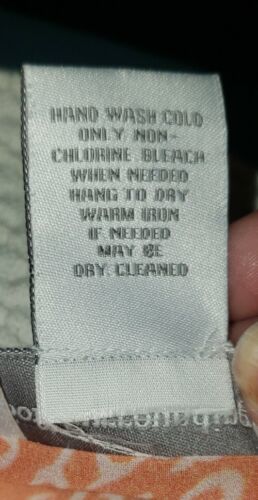 HAND WASH COLD
ONLY NON-
CHLORINE BLEACH
WHEN NEEDED
HANG TO DRY
WARM IRON
IF NEEDED
MAY BE
DRY CLEANED